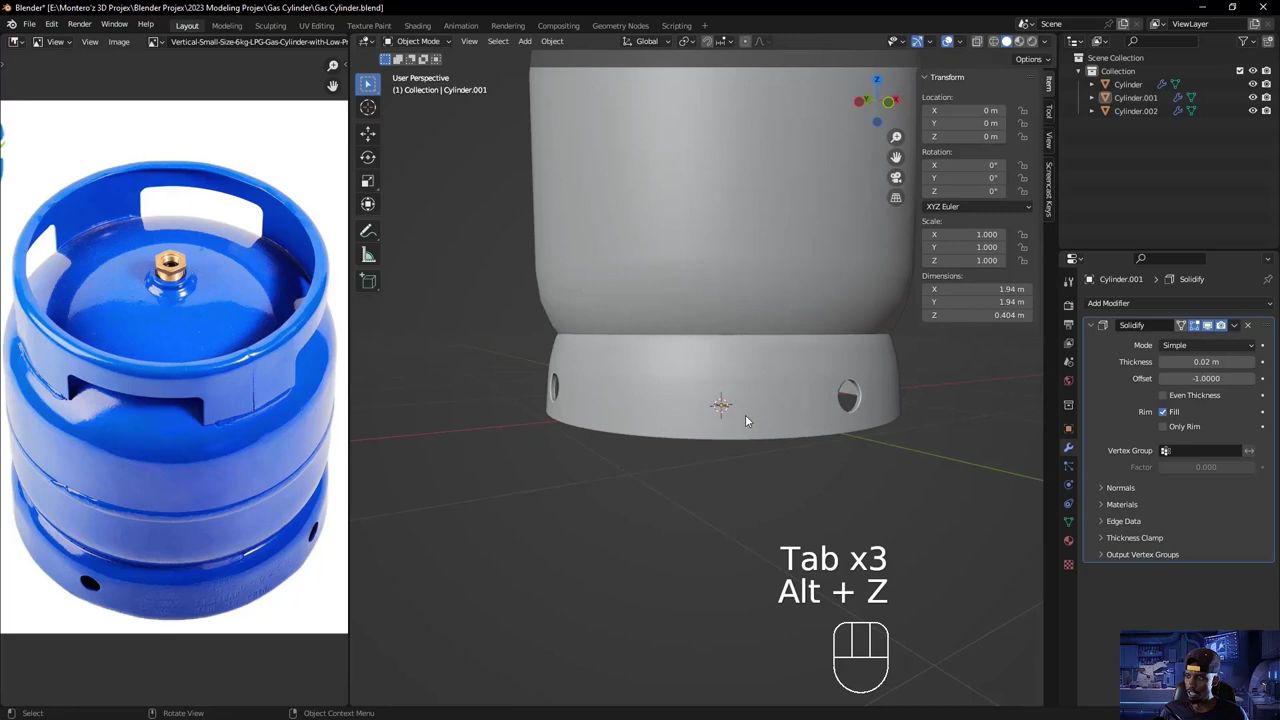 Blender* [E:\Montero'z 3D Projex\Blender Projex\2023 Modeling Projex\Gas Cylinder\Gas Cylinder.blend]
File Edit Render Window Help Layout Modeling Sculpting UV Editing Texture Paint Shading Animation Rendering Compositing Geometry Nodes Scripting Scene ViewLayer
View View Image Vertical-Small-Size-6kg-LPG-Gas-Cylinder-with-Low-Pr Object Mode View Select Add Object Global
Options
User Perspective
(1) Collection | Cylinder.001
Z
Y
X
Transform
Location:
X 0 m
Y 0 m
Z 0 m
Rotation:
X 0°
Y 0°
Z 0°
XYZ Euler
Scale:
X 1.000
Y 1.000
Z 1.000
Dimensions:
X 1.94 m
Y 1.94 m
Z 0.404 m
Item
Tool
View
Screencast Keys
Scene Collection
Collection
Cylinder
Cylinder.001
Cylinder.002
Cylinder.001 Solidify
Add Modifier
Solidify
Mode Simple
Thickness 0.02 m
Offset -1.0000
Even Thickness
Rim Fill
Only Rim
Vertex Group
Factor 0.000
Normals
Materials
Edge Data
Thickness Clamp
Output Vertex Groups
Tab x3
Alt + Z
Select Rotate View Object Context Menu